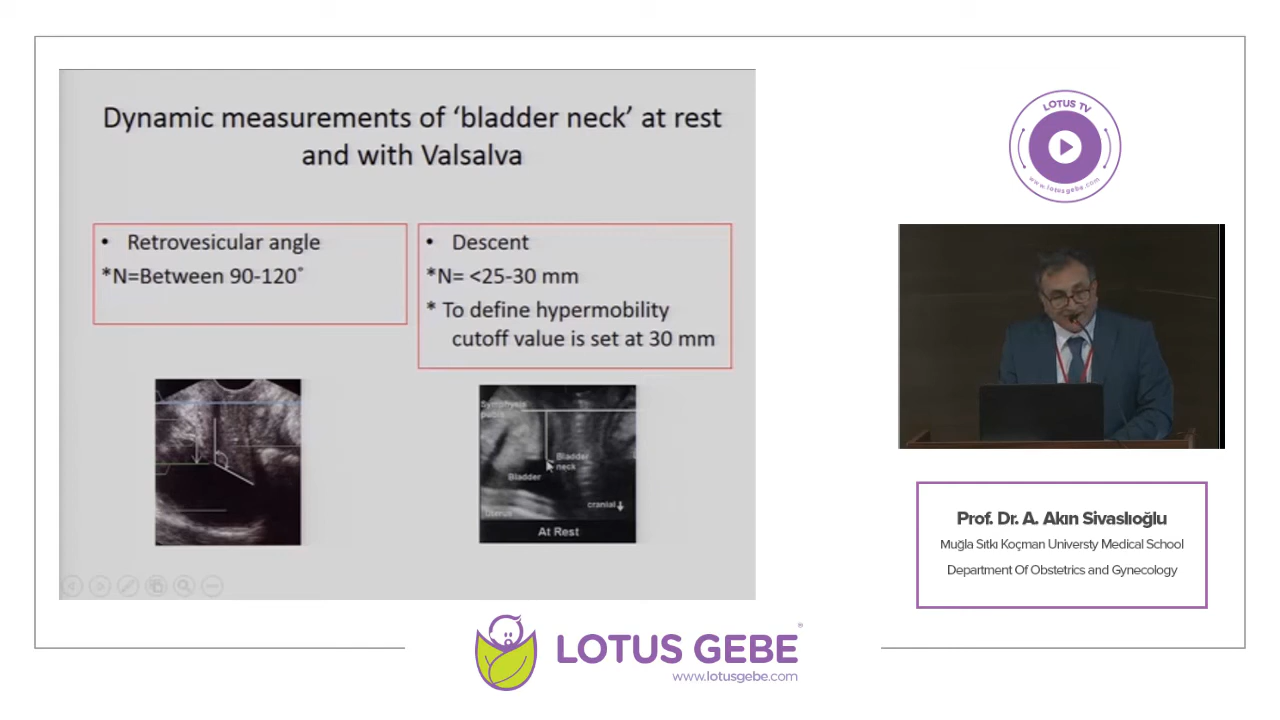 Dynamic measurements of ‘bladder neck’ at rest
and with Valsalva
• Retrovesicular angle
*N=Between 90-120˚
• Descent
*N= <25-30 mm
* To define hypermobility
cutoff value is set at 30 mm
Symphysis
pubis
Bladder
neck
Bladder
cranial
Uterus
At Rest
LOTUS TV
www.lotusgebe.com
Prof. Dr. A. Akın Sivaslıoğlu
Muğla Sıtkı Koçman Universty Medical School
Department Of Obstetrics and Gynecology
LOTUS GEBE
®
www.lotusgebe.com